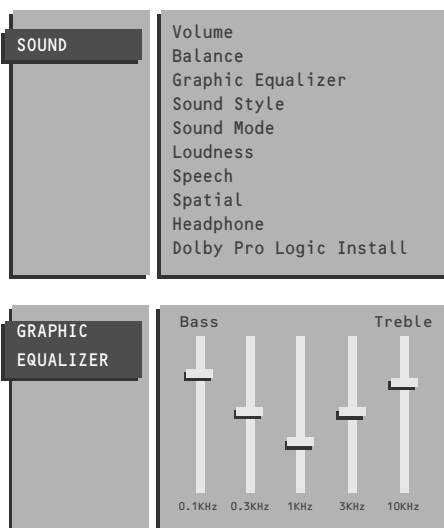 SOUND
Volume
Balance
Graphic Equalizer
Sound Style
Sound Mode
Loudness
Speech
Spatial
Headphone
Dolby Pro Logic Install
GRAPHIC
EQUALIZER
Bass Treble
0.1KHz 0.3KHz 1KHz 3KHz 10KHz